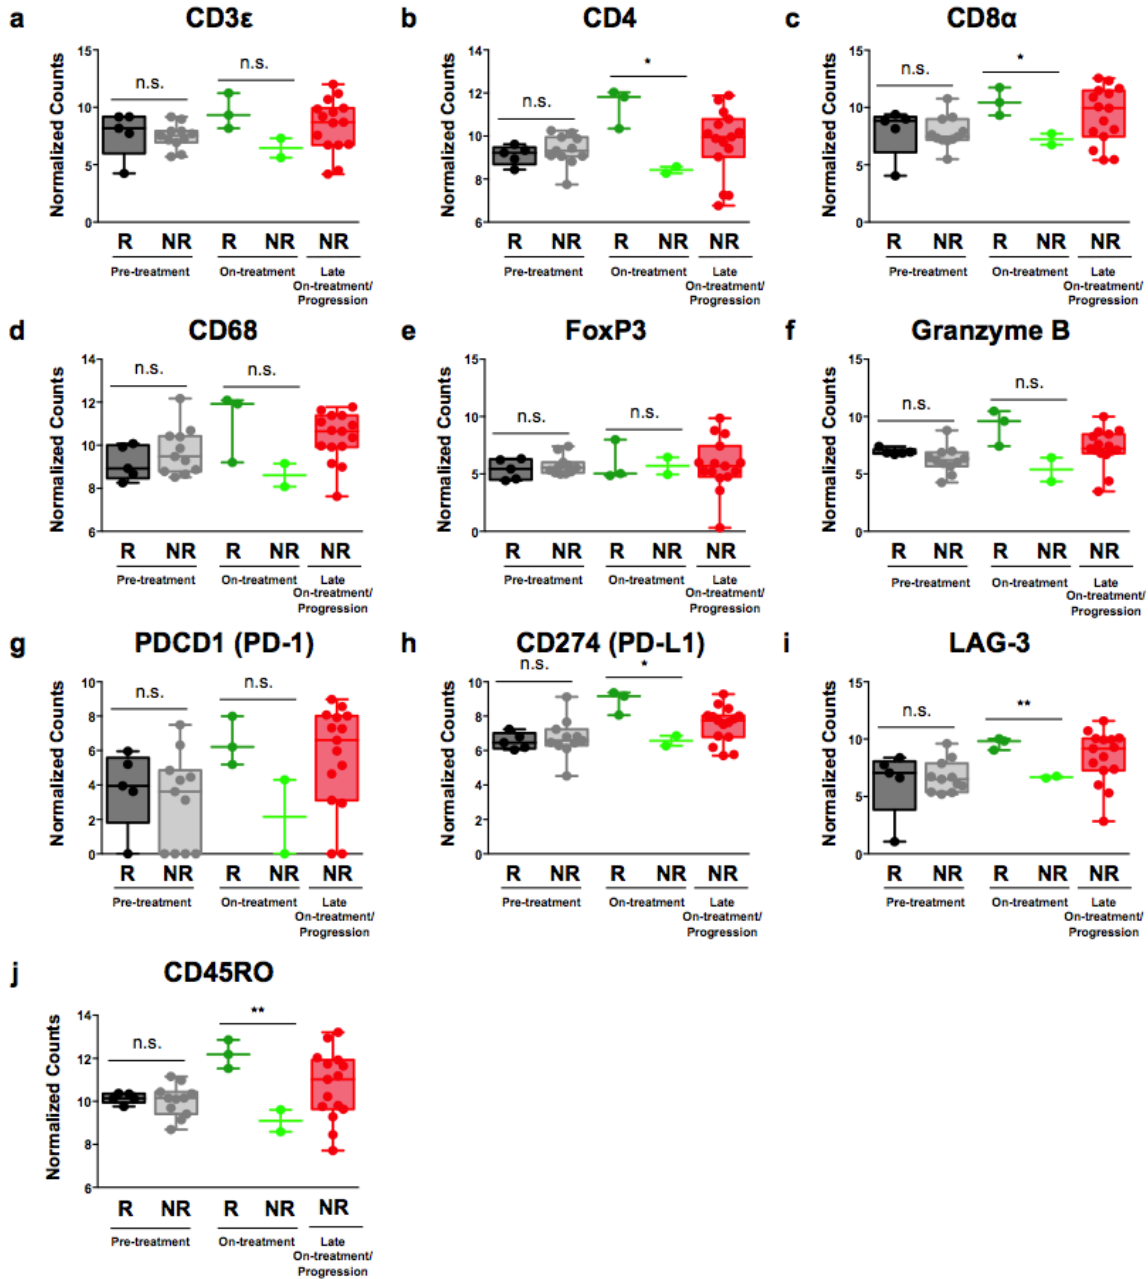 a CD3ε
Normalized Counts
15
10
5
0
n.s.
n.s.
R NR R NR NR
Pre-treatment On-treatment Late
On-treatment/
Progression
b CD4
Normalized Counts
14
12
10
8
6
n.s.
*
R NR R NR NR
Pre-treatment On-treatment Late
On-treatment/
Progression
c CD8α
Normalized Counts
15
10
5
0
n.s.
*
R NR R NR NR
Pre-treatment On-treatment Late
On-treatment/
Progression
d CD68
Normalized Counts
14
12
10
8
6
n.s.
n.s.
R NR R NR NR
Pre-treatment On-treatment Late
On-treatment/
Progression
e FoxP3
Normalized Counts
15
10
5
0
n.s.
n.s.
R NR R NR NR
Pre-treatment On-treatment Late
On-treatment/
Progression
f Granzyme B
Normalized Counts
15
10
5
0
n.s.
n.s.
R NR R NR NR
Pre-treatment On-treatment Late
On-treatment/
Progression
g PDCD1 (PD-1)
Normalized Counts
10
8
6
4
2
0
n.s.
n.s.
R NR R NR NR
Pre-treatment On-treatment Late
On-treatment/
Progression
h CD274 (PD-L1)
Normalized Counts
10
8
6
4
2
0
n.s.
*
R NR R NR NR
Pre-treatment On-treatment Late
On-treatment/
Progression
i LAG-3
Normalized Counts
15
10
5
0
n.s.
**
R NR R NR NR
Pre-treatment On-treatment Late
On-treatment/
Progression
j CD45RO
Normalized Counts
14
12
10
8
6
n.s.
**
R NR R NR NR
Pre-treatment On-treatment Late
On-treatment/
Progression